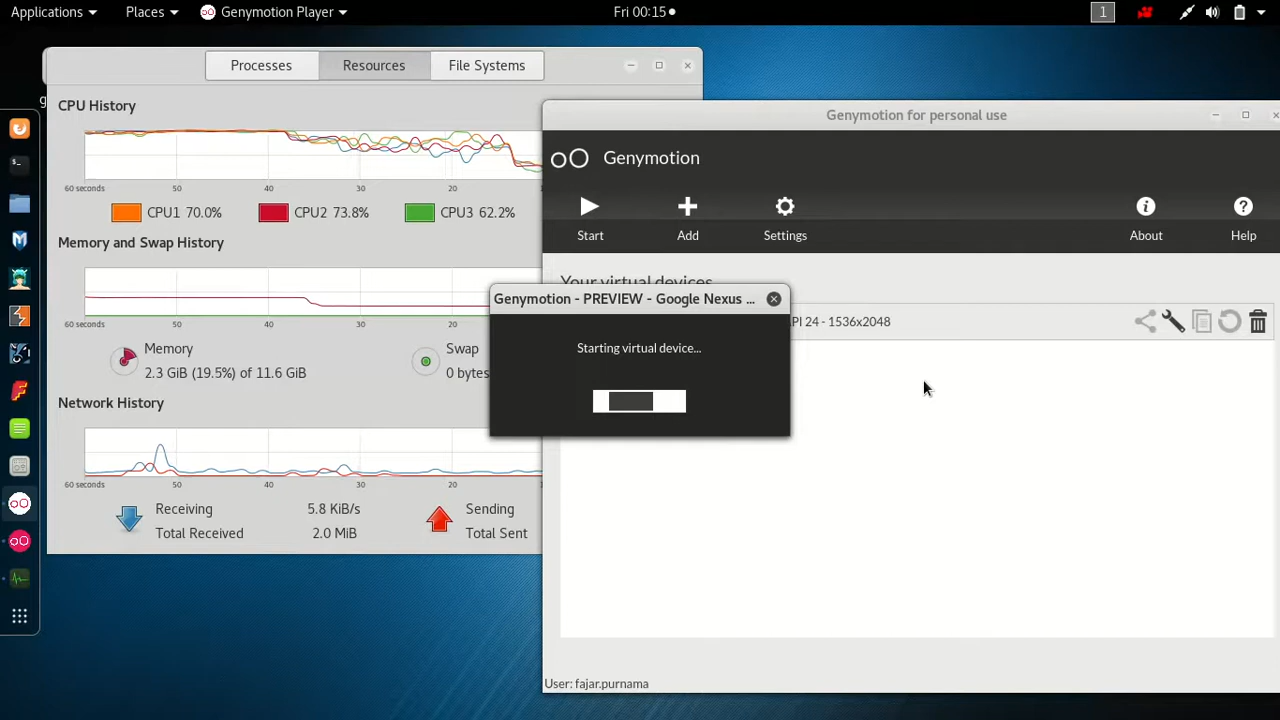 Applications Places Genymotion Player Fri 00:15 1
Processes Resources File Systems
CPU History
60 seconds 50 40 30 20
CPU1 70.0% CPU2 73.8% CPU3 62.2%
Memory and Swap History
60 seconds 50 40 30 20
Memory
2.3 GiB (19.5%) of 11.6 GiB
Swap
0 bytes
Network History
60 seconds 50 40 30 20
Receiving 5.8 KiB/s
Total Received 2.0 MiB
Sending
Total Sent
Genymotion for personal use
Genymotion
Start Add Settings About Help
Your virtual devices
PI 24 - 1536x2048
Genymotion - PREVIEW - Google Nexus ...
Starting virtual device...
User: fajar.purnama